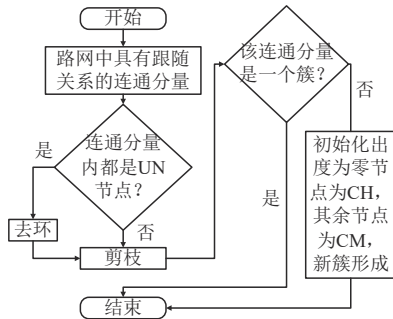 开始
路网中具有跟随
关系的连通分量
连通分量
内都是UN
节点？
是
否
去环
剪枝
该连通分量
是一个簇？
否
是
初始化出
度为零节
点为CH，
其余节点
为CM，
新簇形成
结束